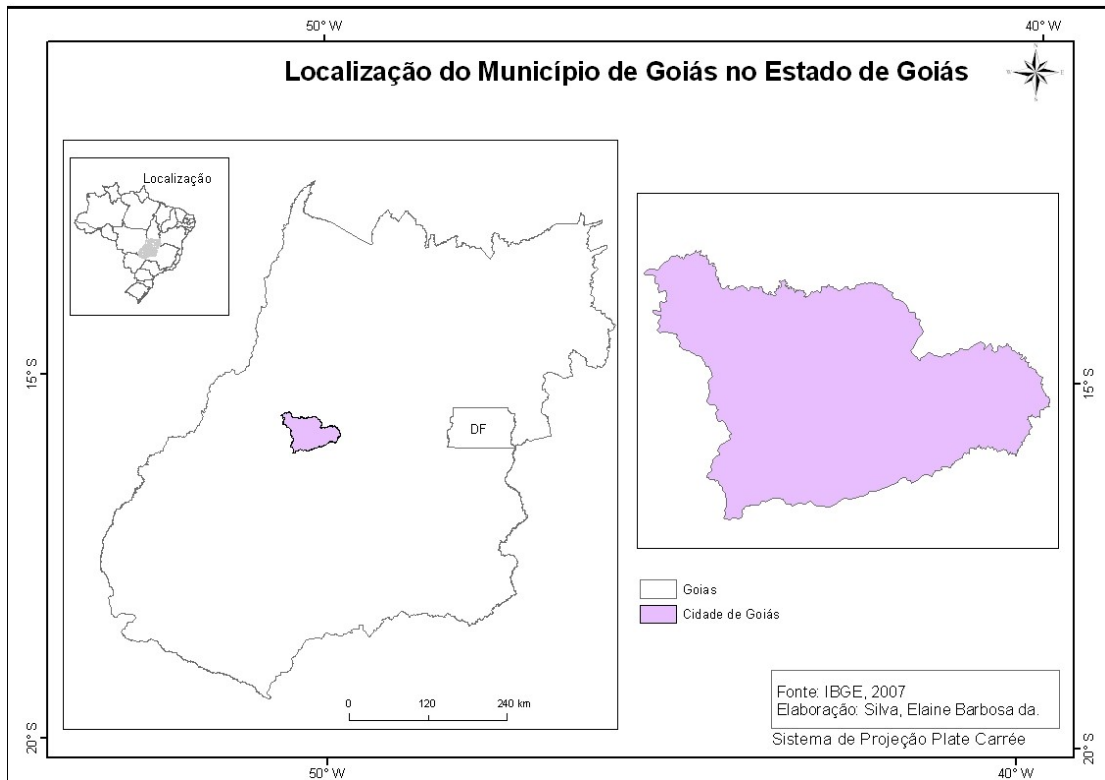 50° W
40° W
Localização do Município de Goiás no Estado de Goiás
W
E
Localização
15° S
15° S
DF
Goias
Cidade de Goiás
0
120
240 km
Fonte: IBGE, 2007
Elaboração: Silva, Elaine Barbosa da.
Sistema de Projeção Plate Carrée
20° S
20° S
50° W
40° W